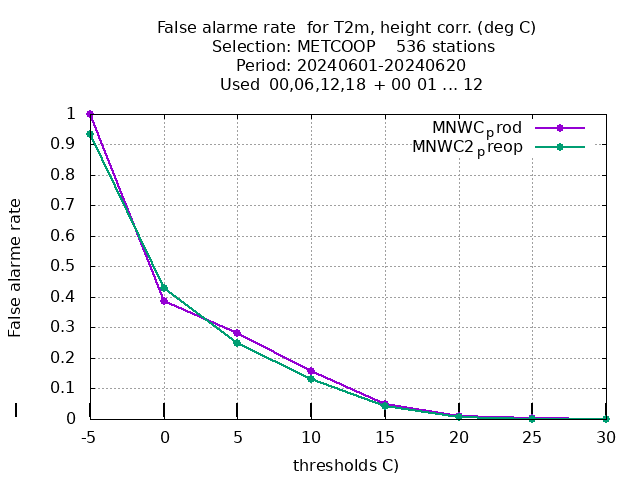 False alarme rate  for T2m, height corr. (deg C)
Selection: METCOOP    536 stations
Period: 20240601-20240620
Used  00,06,12,18 + 00 01 ... 12
MNWCprod
MNWC2preop
False alarme rate
1
0.9
0.8
0.7
0.6
0.5
0.4
0.3
0.2
0.1
0
-5 0 5 10 15 20 25 30
thresholds C)